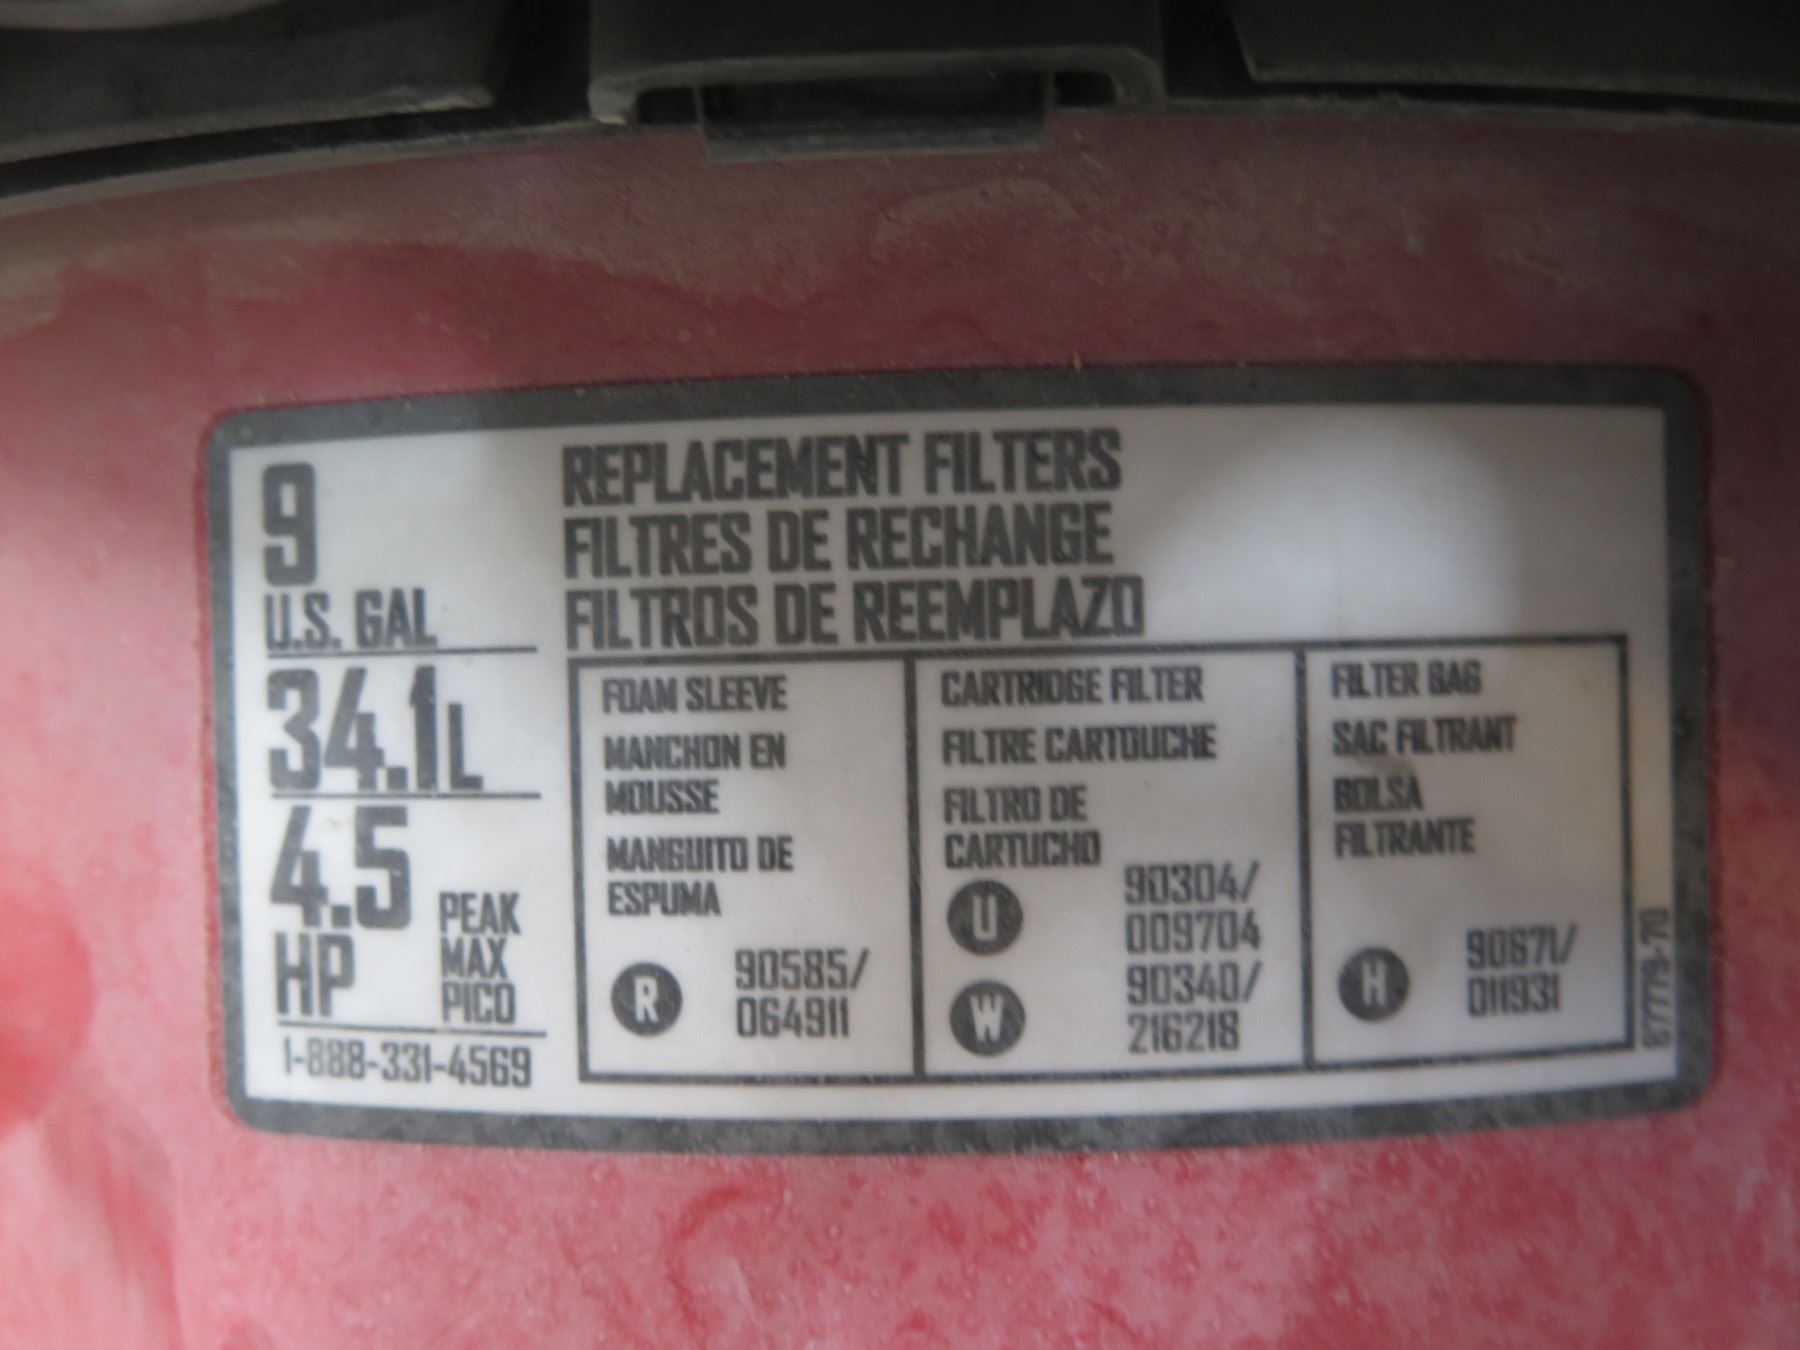 9
U.S. GAL
34.1L
4.5
HP
PEAK
MAX
PICO
1-888-331-4569
REPLACEMENT FILTERS
FILTRES DE RECHANGE
FILTROS DE REEMPLAZO
FOAM SLEEVE
MANCHON EN
MOUSSE
MANGUITO DE
ESPUMA
R
90585/
064911
CARTRIDGE FILTER
FILTRE CARTOUCHE
FILTRO DE
CARTUCHO
U
90304/
009704
W
90340/
216218
FILTER BAG
SAC FILTRANT
BOLSA
FILTRANTE
H
90671/
011931
87779-70